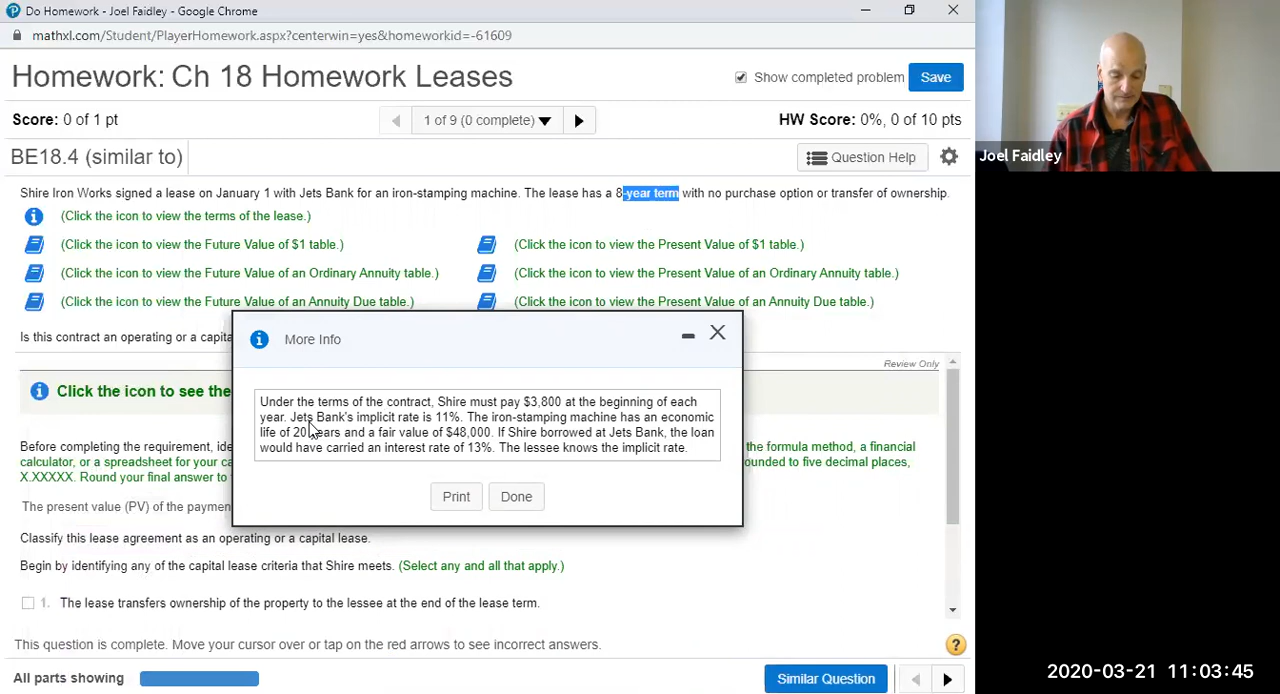 Do Homework - Joel Faidley - Google Chrome
mathxl.com/Student/PlayerHomework.aspx?centerwin=yes&homeworkid=-61609
Homework: Ch 18 Homework Leases
Show completed problem
Save
Score: 0 of 1 pt
1 of 9 (0 complete)
HW Score: 0%, 0 of 10 pts
BE18.4 (similar to)
Question Help
Joel Faidley
Shire Iron Works signed a lease on January 1 with Jets Bank for an iron-stamping machine. The lease has a 8-year term with no purchase option or transfer of ownership.
(Click the icon to view the terms of the lease.)
(Click the icon to view the Future Value of $1 table.)
(Click the icon to view the Present Value of $1 table.)
(Click the icon to view the Future Value of an Ordinary Annuity table.)
(Click the icon to view the Present Value of an Ordinary Annuity table.)
(Click the icon to view the Future Value of an Annuity Due table.)
(Click the icon to view the Present Value of an Annuity Due table.)
Is this contract an operating or a capita
More Info
Review Only
Click the icon to see the
Under the terms of the contract, Shire must pay $3,800 at the beginning of each
year. Jets Bank's implicit rate is 11%. The iron-stamping machine has an economic
life of 20 years and a fair value of $48,000. If Shire borrowed at Jets Bank, the loan
would have carried an interest rate of 13%. The lessee knows the implicit rate.
Print
Done
Before completing the requirement, ide
the formula method, a financial
calculator, or a spreadsheet for your ca
ounded to five decimal places,
X.XXXXX. Round your final answer to
The present value (PV) of the paymen
Classify this lease agreement as an operating or a capital lease.
Begin by identifying any of the capital lease criteria that Shire meets. (Select any and all that apply.)
1. The lease transfers ownership of the property to the lessee at the end of the lease term.
This question is complete. Move your cursor over or tap on the red arrows to see incorrect answers.
?
All parts showing
Similar Question
2020-03-21 11:03:45